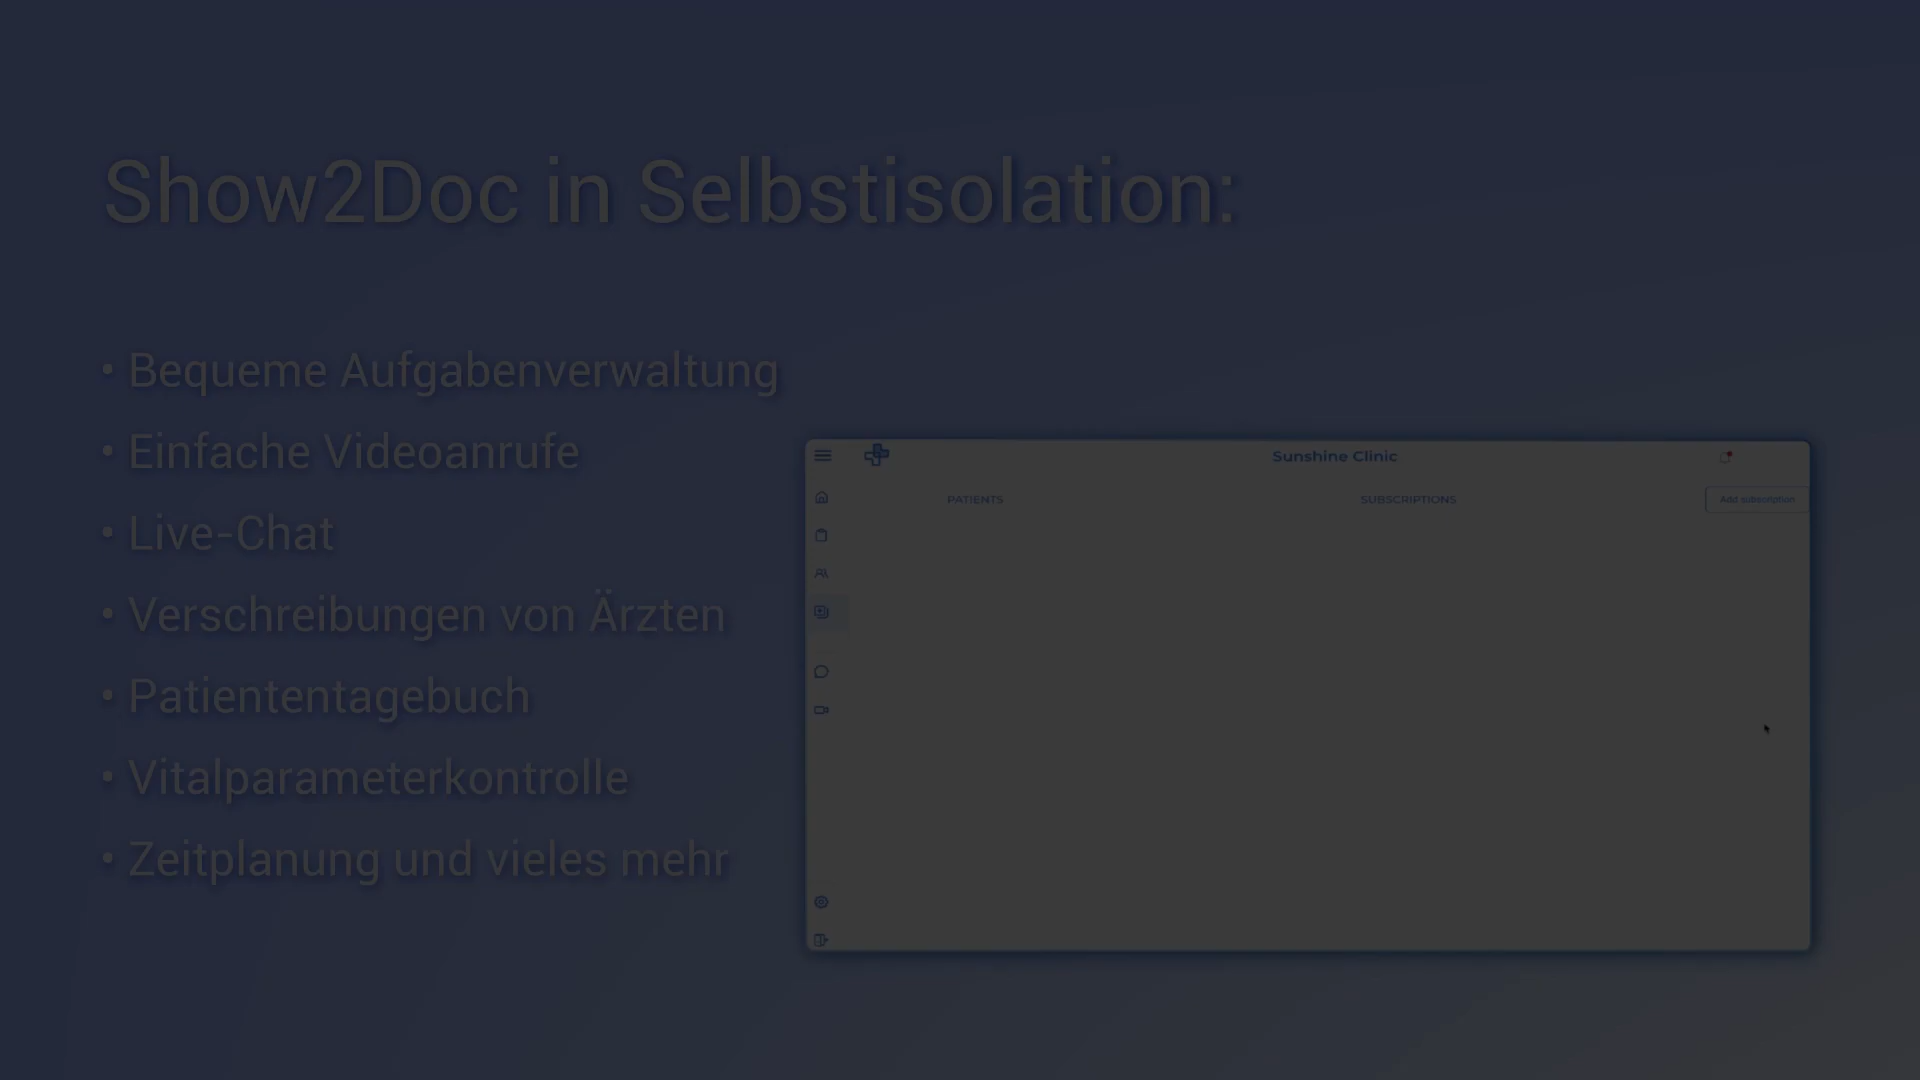 Show2Doc in Selbstisolation:
• Bequeme Aufgabenverwaltung
• Einfache Videoanrufe
• Live-Chat
• Verschreibungen von Ärzten
• Patiententagebuch
• Vitalparameterkontrolle
• Zeitplanung und vieles mehr
Sunshine Clinic
PATIENTS
SUBSCRIPTIONS
Add subscription